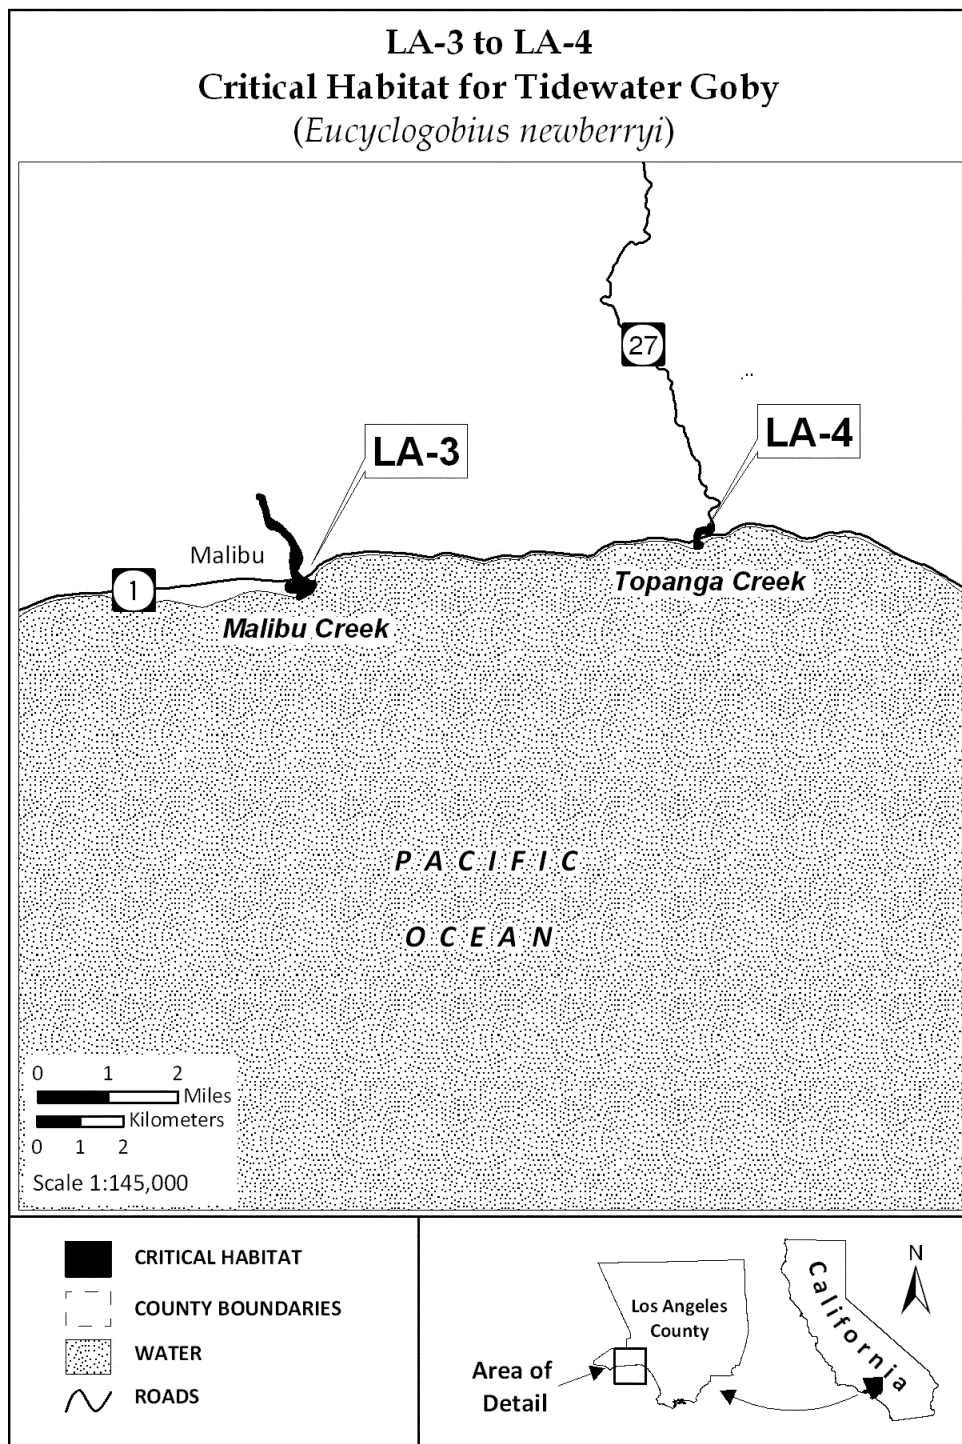 LA-3 to LA-4
Critical Habitat for Tidewater Goby
(Eucyclogobius newberryi)
27
LA-4
LA-3
Malibu
1
Topanga Creek
Malibu Creek
PACIFIC
OCEAN
0 1 2
Miles
Kilometers
0 1 2
Scale 1:145,000
CRITICAL HABITAT
COUNTY BOUNDARIES
WATER
ROADS
Los Angeles
County
Area of
Detail
California
N